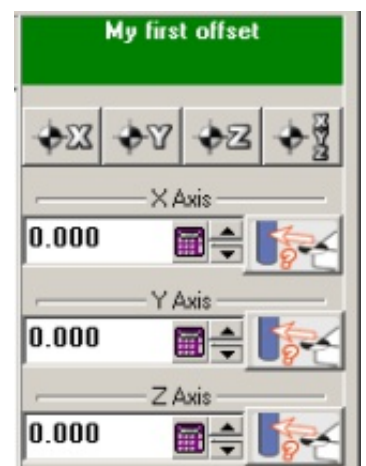 My first offset
X Y Z XYZ
X Axis
0.000
?
Y Axis
0.000
?
Z Axis
0.000
?